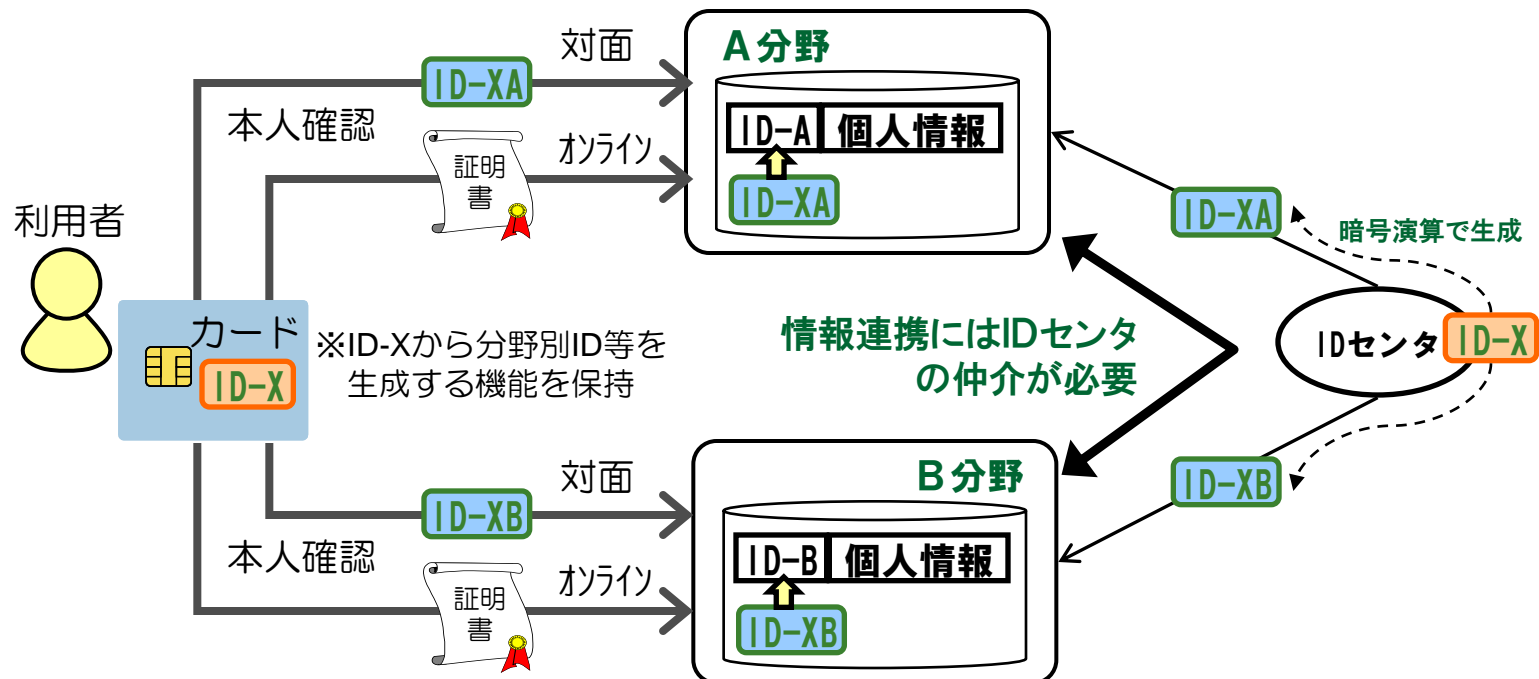 対面
A分野
ID-XA
本人確認
ID-A 個人情報
オンライン
証明
書
ID-XA
ID-XA
利用者
暗号演算で生成
カード
※ID-Xから分野別ID等を
生成する機能を保持
ID-X
情報連携にはIDセンタ
の仲介が必要
IDセンタ
ID-X
対面
B分野
ID-XB
ID-XB
本人確認
ID-B 個人情報
オンライン
証明
書
ID-XB